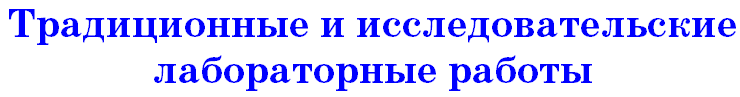 Традиционные и исследовательские
лабораторные работы